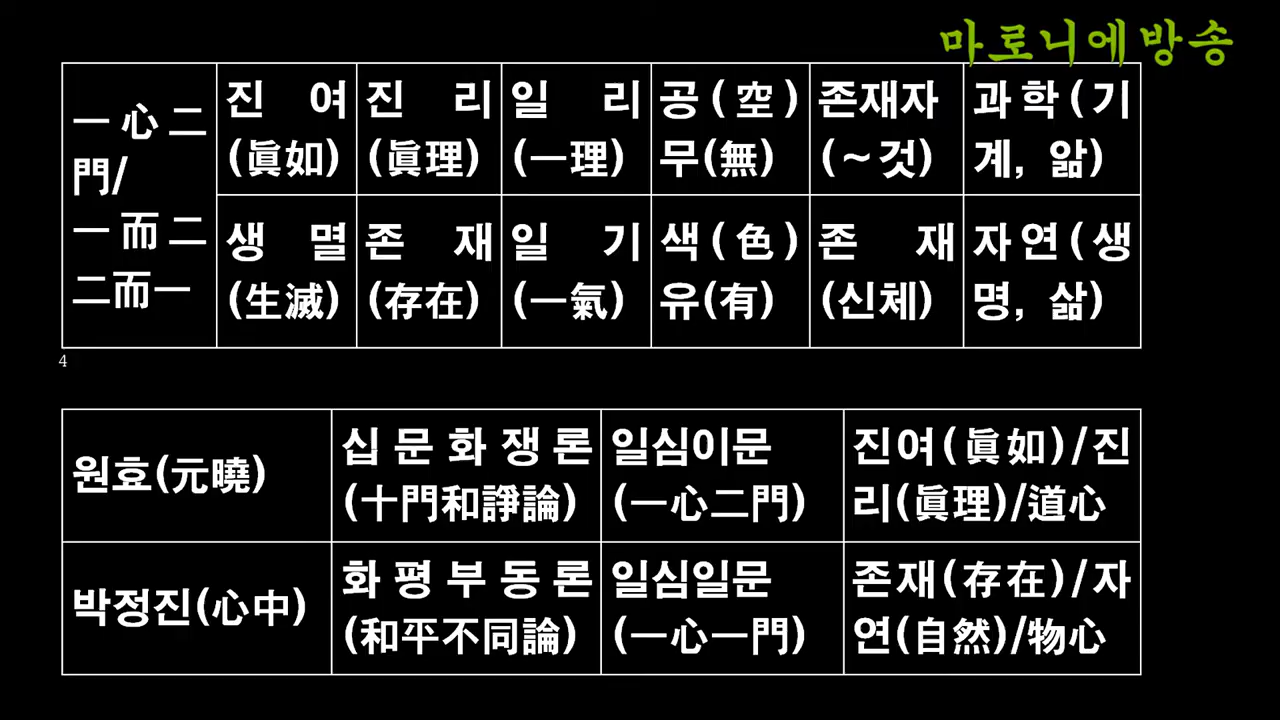 마로니에방송
一心二
門/
一而二
二而一
진여
(眞如)
진리
(眞理)
일리
(一理)
공(空)
무(無)
존재자
(~것)
과학(기
계, 앎)
생멸
(生滅)
존재
(存在)
일기
(一氣)
색(色)
유(有)
존재
(신체)
자연(생
명, 삶)
4
원효(元曉)
십문화쟁론
(十門和諍論)
일심이문
(一心二門)
진여(眞如)/진
리(眞理)/道心
박정진(心中)
화평부동론
(和平不同論)
일심일문
(一心一門)
존재(存在)/자
연(自然)/物心